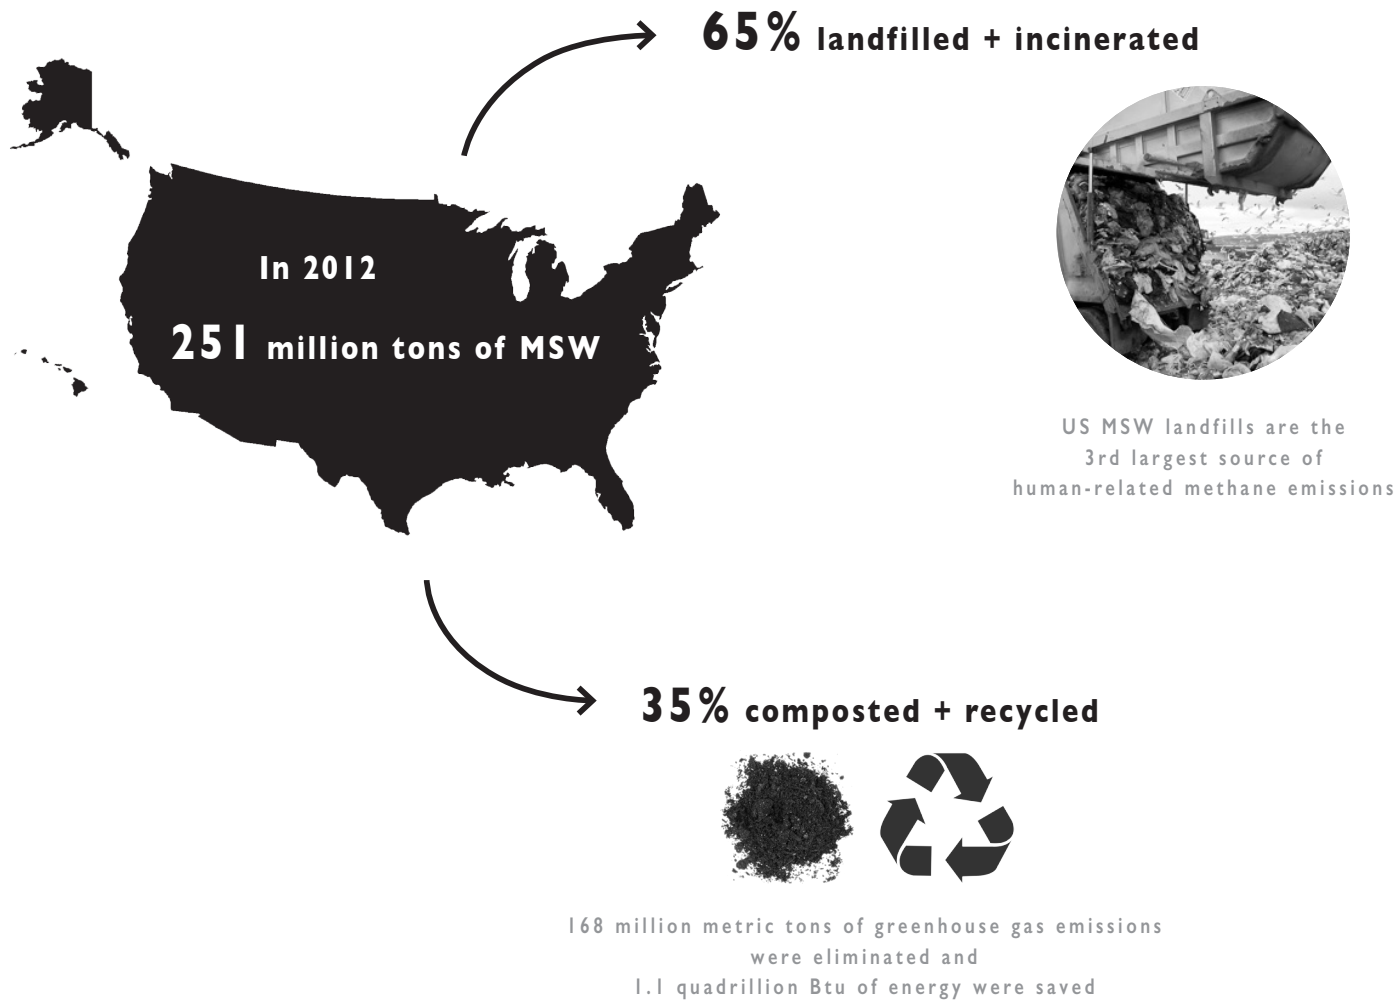 65% landfilled + incinerated
In 2012
251 million tons of MSW
US MSW landfills are the
3rd largest source of
human-related methane emissions
35% composted + recycled
168 million metric tons of greenhouse gas emissions
were eliminated and
1.1 quadrillion Btu of energy were saved